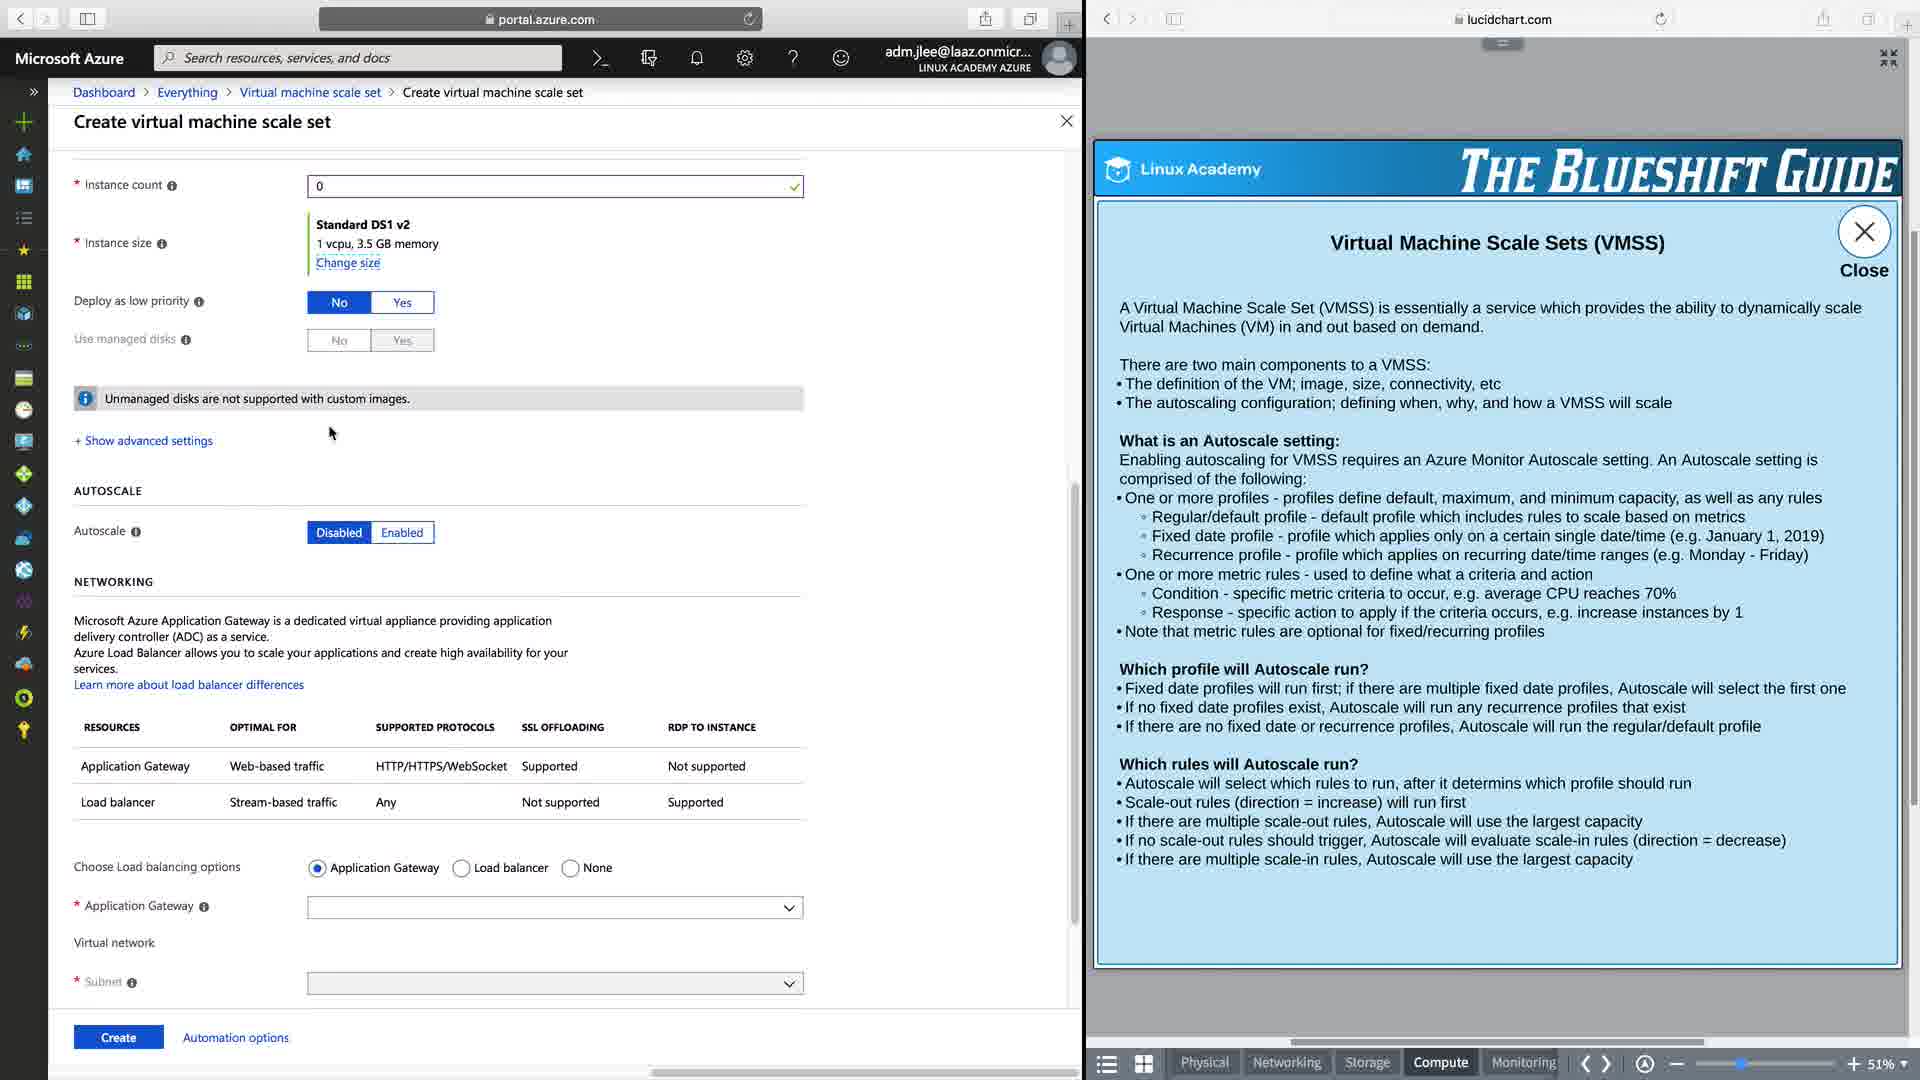 portal.azure.com
Microsoft Azure
Search resources, services, and docs
adm.jlee@laaz.onmicr...
LINUX ACADEMY AZURE
Dashboard > Everything > Virtual machine scale set > Create virtual machine scale set
Create virtual machine scale set
* Instance count
0
* Instance size
Standard DS1 v2
1 vcpu, 3.5 GB memory
Change size
Deploy as low priority
No Yes
Use managed disks
No Yes
Unmanaged disks are not supported with custom images.
+ Show advanced settings
AUTOSCALE
Autoscale
Disabled Enabled
NETWORKING
Microsoft Azure Application Gateway is a dedicated virtual appliance providing application
delivery controller (ADC) as a service.
Azure Load Balancer allows you to scale your applications and create high availability for your
services.
Learn more about load balancer differences
RESOURCES OPTIMAL FOR SUPPORTED PROTOCOLS SSL OFFLOADING RDP TO INSTANCE
Application Gateway Web-based traffic HTTP/HTTPS/WebSocket Supported Not supported
Load balancer Stream-based traffic Any Not supported Supported
Choose Load balancing options
Application Gateway Load balancer None
* Application Gateway
Virtual network
* Subnet
Create Automation options
lucidchart.com
Linux Academy
THE BLUESHIFT GUIDE
Virtual Machine Scale Sets (VMSS)
Close
A Virtual Machine Scale Set (VMSS) is essentially a service which provides the ability to dynamically scale
Virtual Machines (VM) in and out based on demand.
There are two main components to a VMSS:
• The definition of the VM; image, size, connectivity, etc
• The autoscaling configuration; defining when, why, and how a VMSS will scale
What is an Autoscale setting:
Enabling autoscaling for VMSS requires an Azure Monitor Autoscale setting. An Autoscale setting is
comprised of the following:
• One or more profiles - profiles define default, maximum, and minimum capacity, as well as any rules
◦ Regular/default profile - default profile which includes rules to scale based on metrics
◦ Fixed date profile - profile which applies only on a certain single date/time (e.g. January 1, 2019)
◦ Recurrence profile - profile which applies on recurring date/time ranges (e.g. Monday - Friday)
• One or more metric rules - used to define what a criteria and action
◦ Condition - specific metric criteria to occur, e.g. average CPU reaches 70%
◦ Response - specific action to apply if the criteria occurs, e.g. increase instances by 1
• Note that metric rules are optional for fixed/recurring profiles
Which profile will Autoscale run?
• Fixed date profiles will run first; if there are multiple fixed date profiles, Autoscale will select the first one
• If no fixed date profiles exist, Autoscale will run any recurrence profiles that exist
• If there are no fixed date or recurrence profiles, Autoscale will run the regular/default profile
Which rules will Autoscale run?
• Autoscale will select which rules to run, after it determins which profile should run
• Scale-out rules (direction = increase) will run first
• If there are multiple scale-out rules, Autoscale will use the largest capacity
• If no scale-out rules should trigger, Autoscale will evaluate scale-in rules (direction = decrease)
• If there are multiple scale-in rules, Autoscale will use the largest capacity
Physical Networking Storage Compute Monitoring
51%